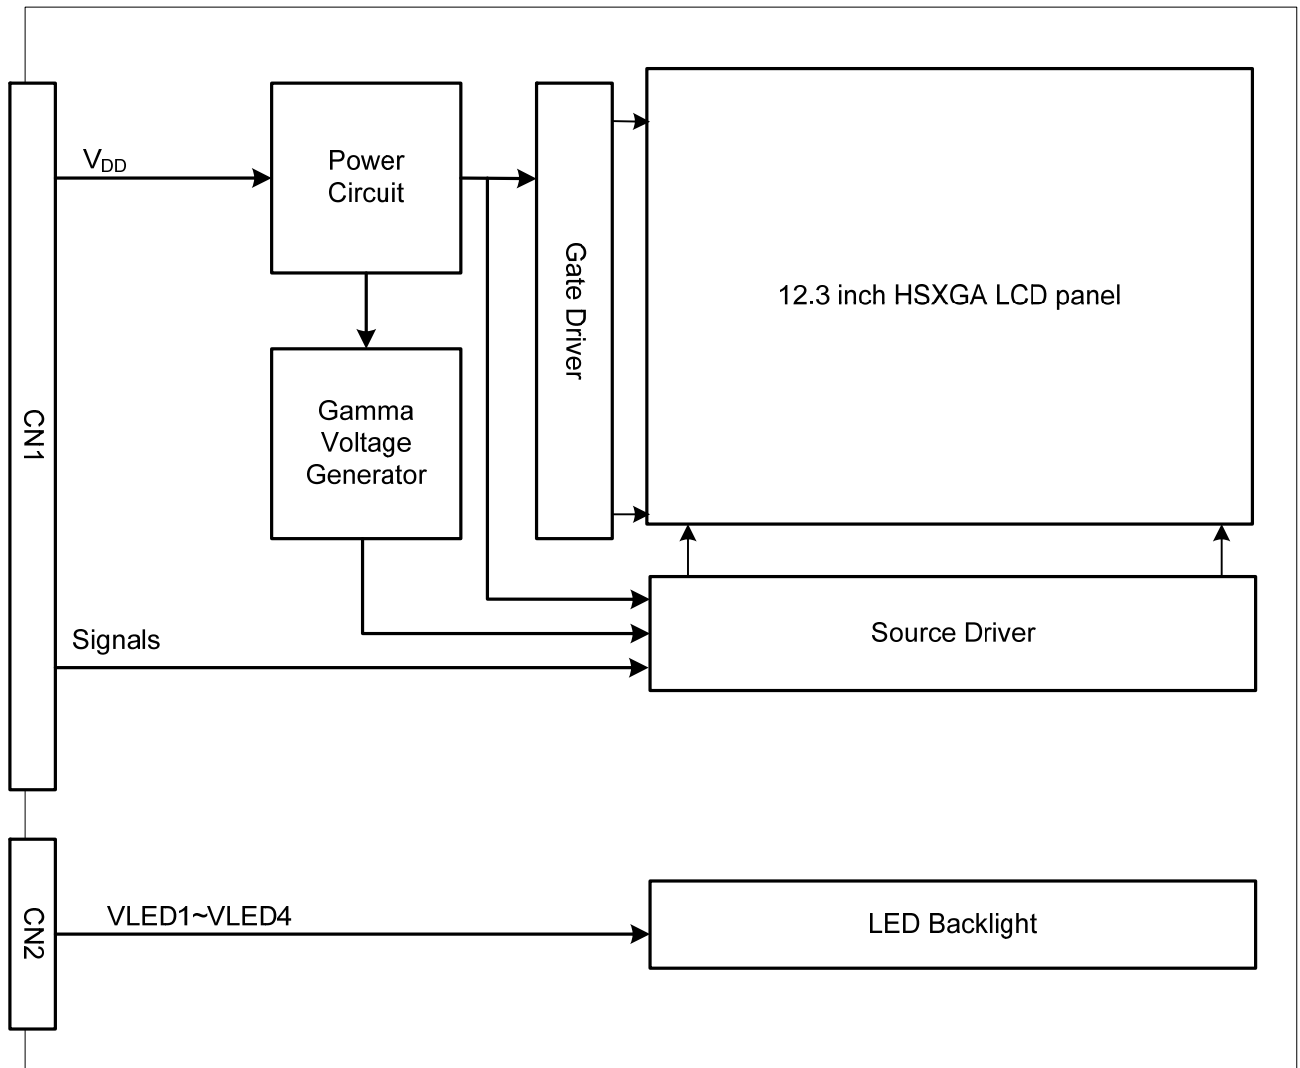 V_DD
Power
Circuit
Gate Driver
12.3 inch HSXGA LCD panel
CN1
Gamma
Voltage
Generator
Signals
Source Driver
CN2
VLED1~VLED4
LED Backlight